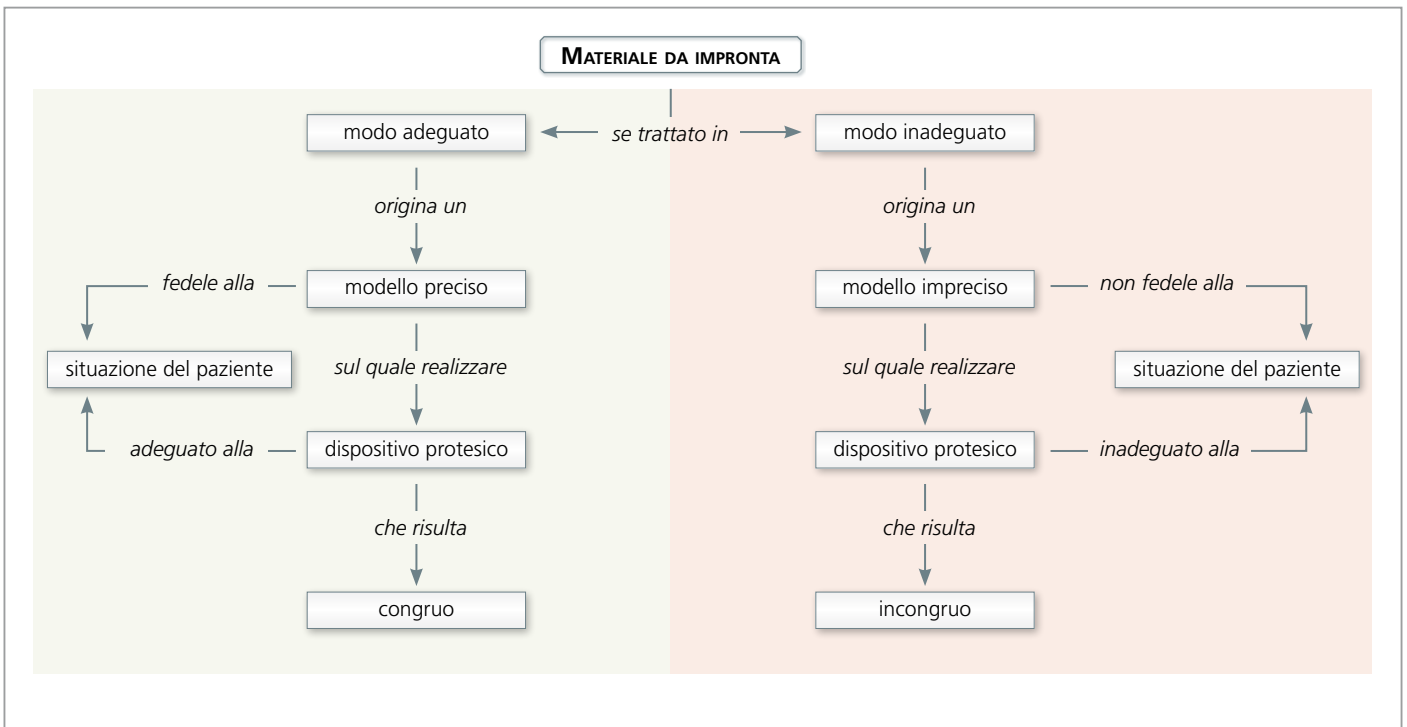 MATERIALE DA IMPRONTA
modo adeguato
se trattato in
modo inadeguato
origina un
origina un
fedele alla
modello preciso
modello impreciso
non fedele alla
situazione del paziente
sul quale realizzare
sul quale realizzare
situazione del paziente
adeguato alla
dispositivo protesico
dispositivo protesico
inadeguato alla
che risulta
che risulta
congruo
incongruo